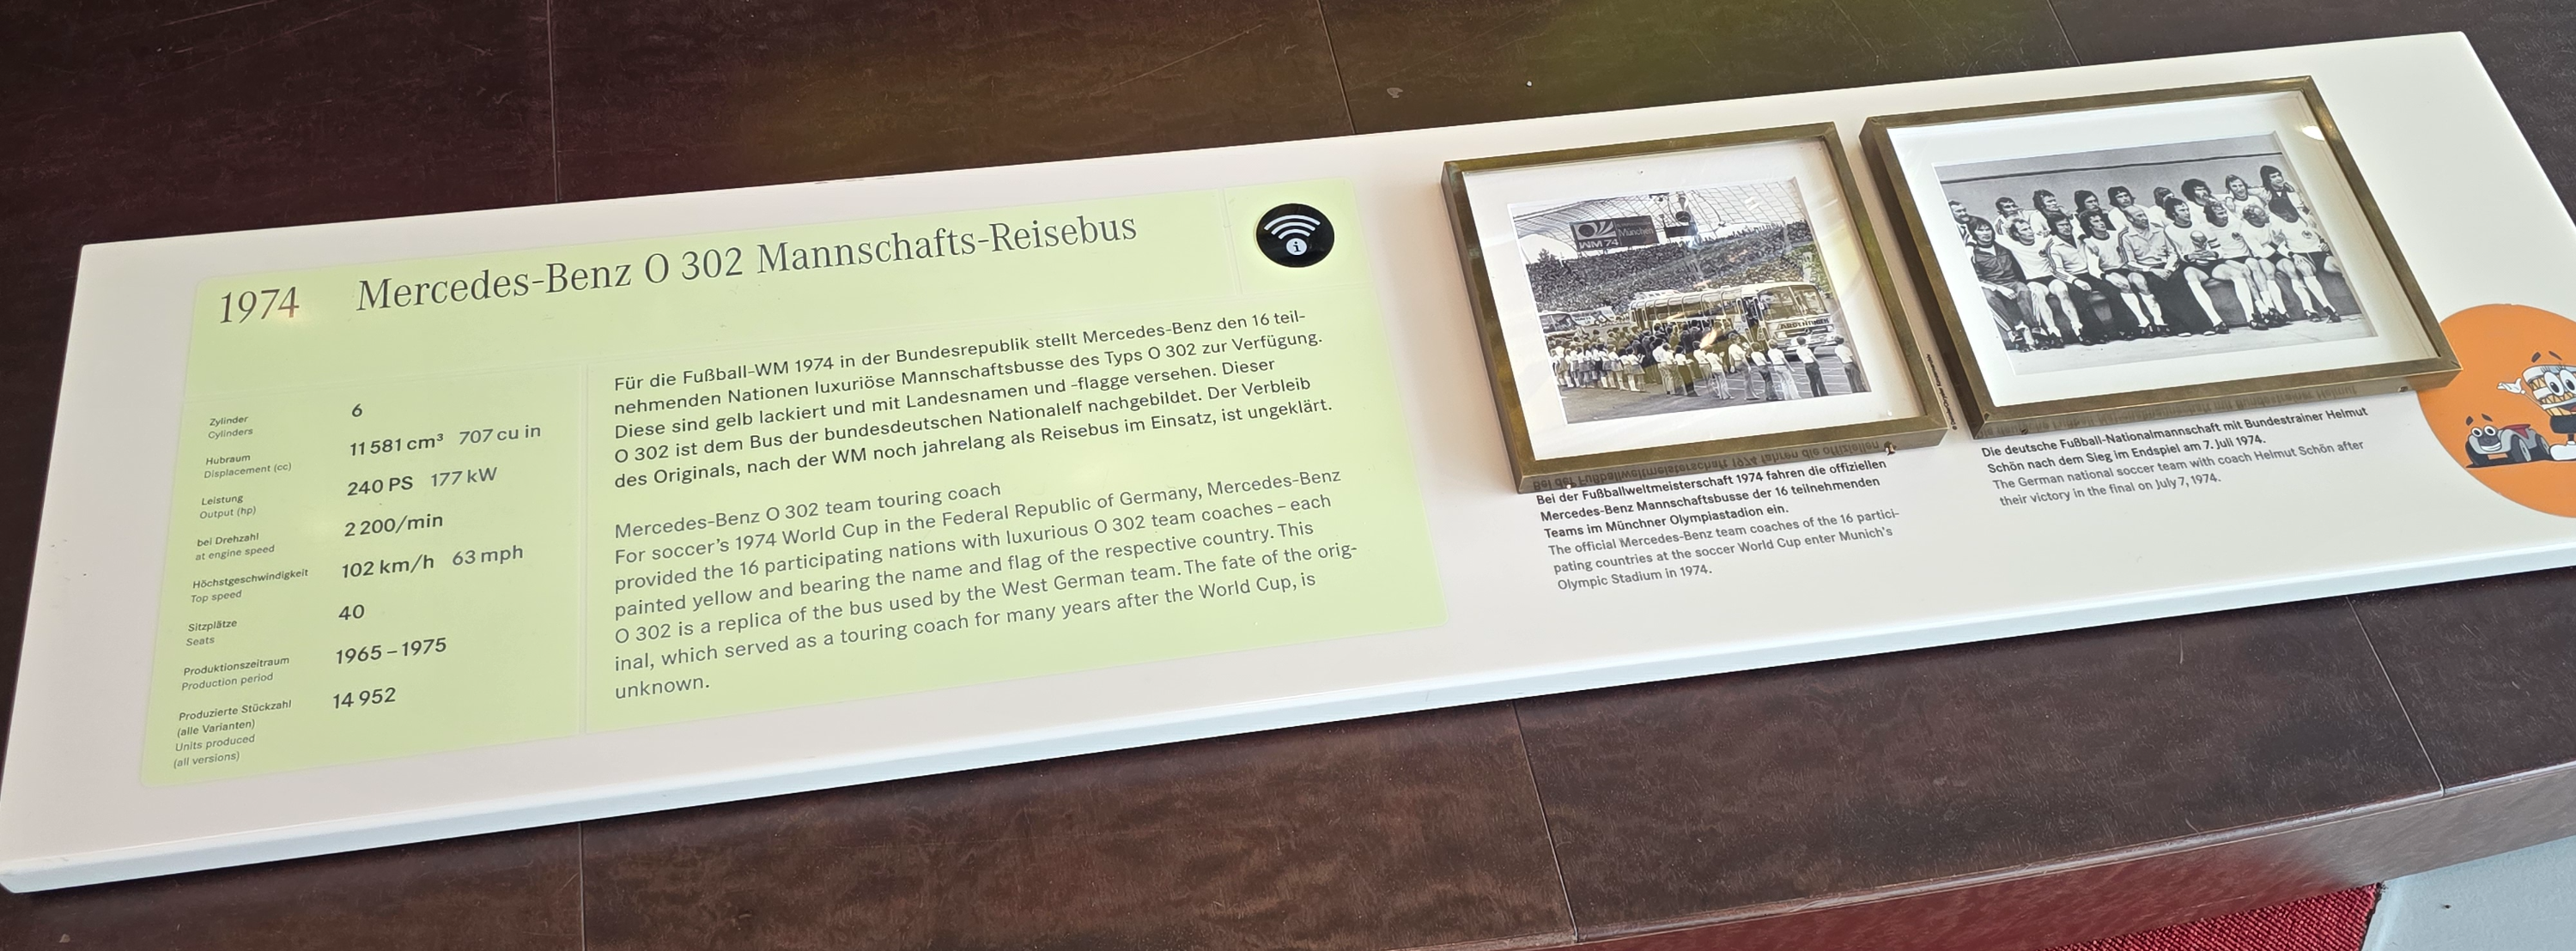 1974 Mercedes-Benz O 302 Mannschafts-Reisebus
Zylinder
Cylinders
6
Hubraum
Displacement (cc)
11 581 cm³ 707 cu in
Leistung
Output (hp)
240 PS 177 kW
bei Drehzahl
at engine speed
2 200/min
Höchstgeschwindigkeit
Top speed
102 km/h 63 mph
Sitzplätze
Seats
40
Produktionszeitraum
Production period
1965 – 1975
Produzierte Stückzahl
(alle Varianten)
Units produced
(all versions)
14 952
Für die Fußball-WM 1974 in der Bundesrepublik stellt Mercedes-Benz den 16 teil-
nehmenden Nationen luxuriöse Mannschaftsbusse des Typs O 302 zur Verfügung.
Diese sind gelb lackiert und mit Landesnamen und -flagge versehen. Dieser
O 302 ist dem Bus der bundesdeutschen Nationalelf nachgebildet. Der Verbleib
des Originals, nach der WM noch jahrelang als Reisebus im Einsatz, ist ungeklärt.
Mercedes-Benz O 302 team touring coach
For soccer's 1974 World Cup in the Federal Republic of Germany, Mercedes-Benz
provided the 16 participating nations with luxurious O 302 team coaches – each
painted yellow and bearing the name and flag of the respective country. This
O 302 is a replica of the bus used by the West German team. The fate of the orig-
inal, which served as a touring coach for many years after the World Cup, is
unknown.
WM 74
München
Bei der Fußballweltmeisterschaft 1974 fahren die offiziellen
Mercedes-Benz Mannschaftsbusse der 16 teilnehmenden
Teams im Münchner Olympiastadion ein.
The official Mercedes-Benz team coaches of the 16 partici-
pating countries at the soccer World Cup enter Munich's
Olympic Stadium in 1974.
Die deutsche Fußball-Nationalmannschaft mit Bundestrainer Helmut
Schön nach dem Sieg im Endspiel am 7. Juli 1974.
The German national soccer team with coach Helmut Schön after
their victory in the final on July 7, 1974.